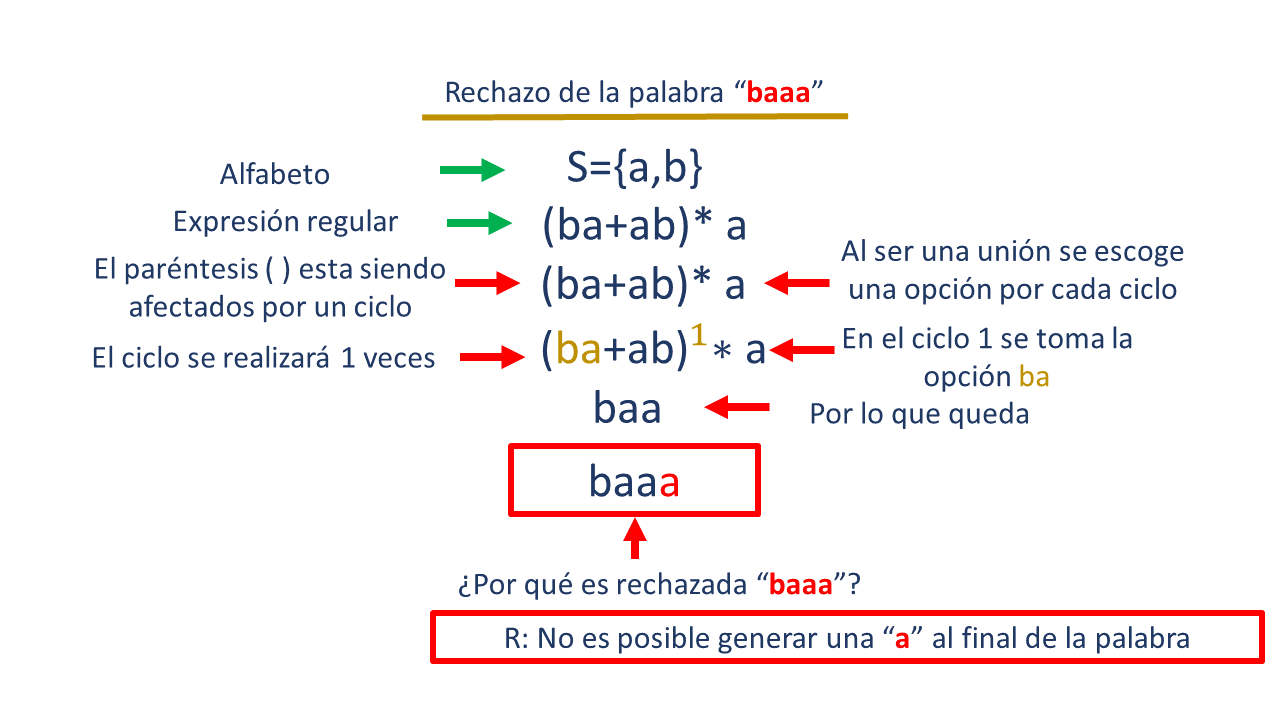 Rechazo de la palabra “baaa”
Alfabeto
S={a,b}
Expresión regular
(ba+ab)* a
El paréntesis ( ) esta siendo
afectados por un ciclo
(ba+ab)* a
Al ser una unión se escoge
una opción por cada ciclo
El ciclo se realizará 1 veces
(ba+ab)¹∗ a
En el ciclo 1 se toma la
opción ba
baa
Por lo que queda
baaa
¿Por qué es rechazada “baaa”?
R: No es posible generar una “a” al final de la palabra